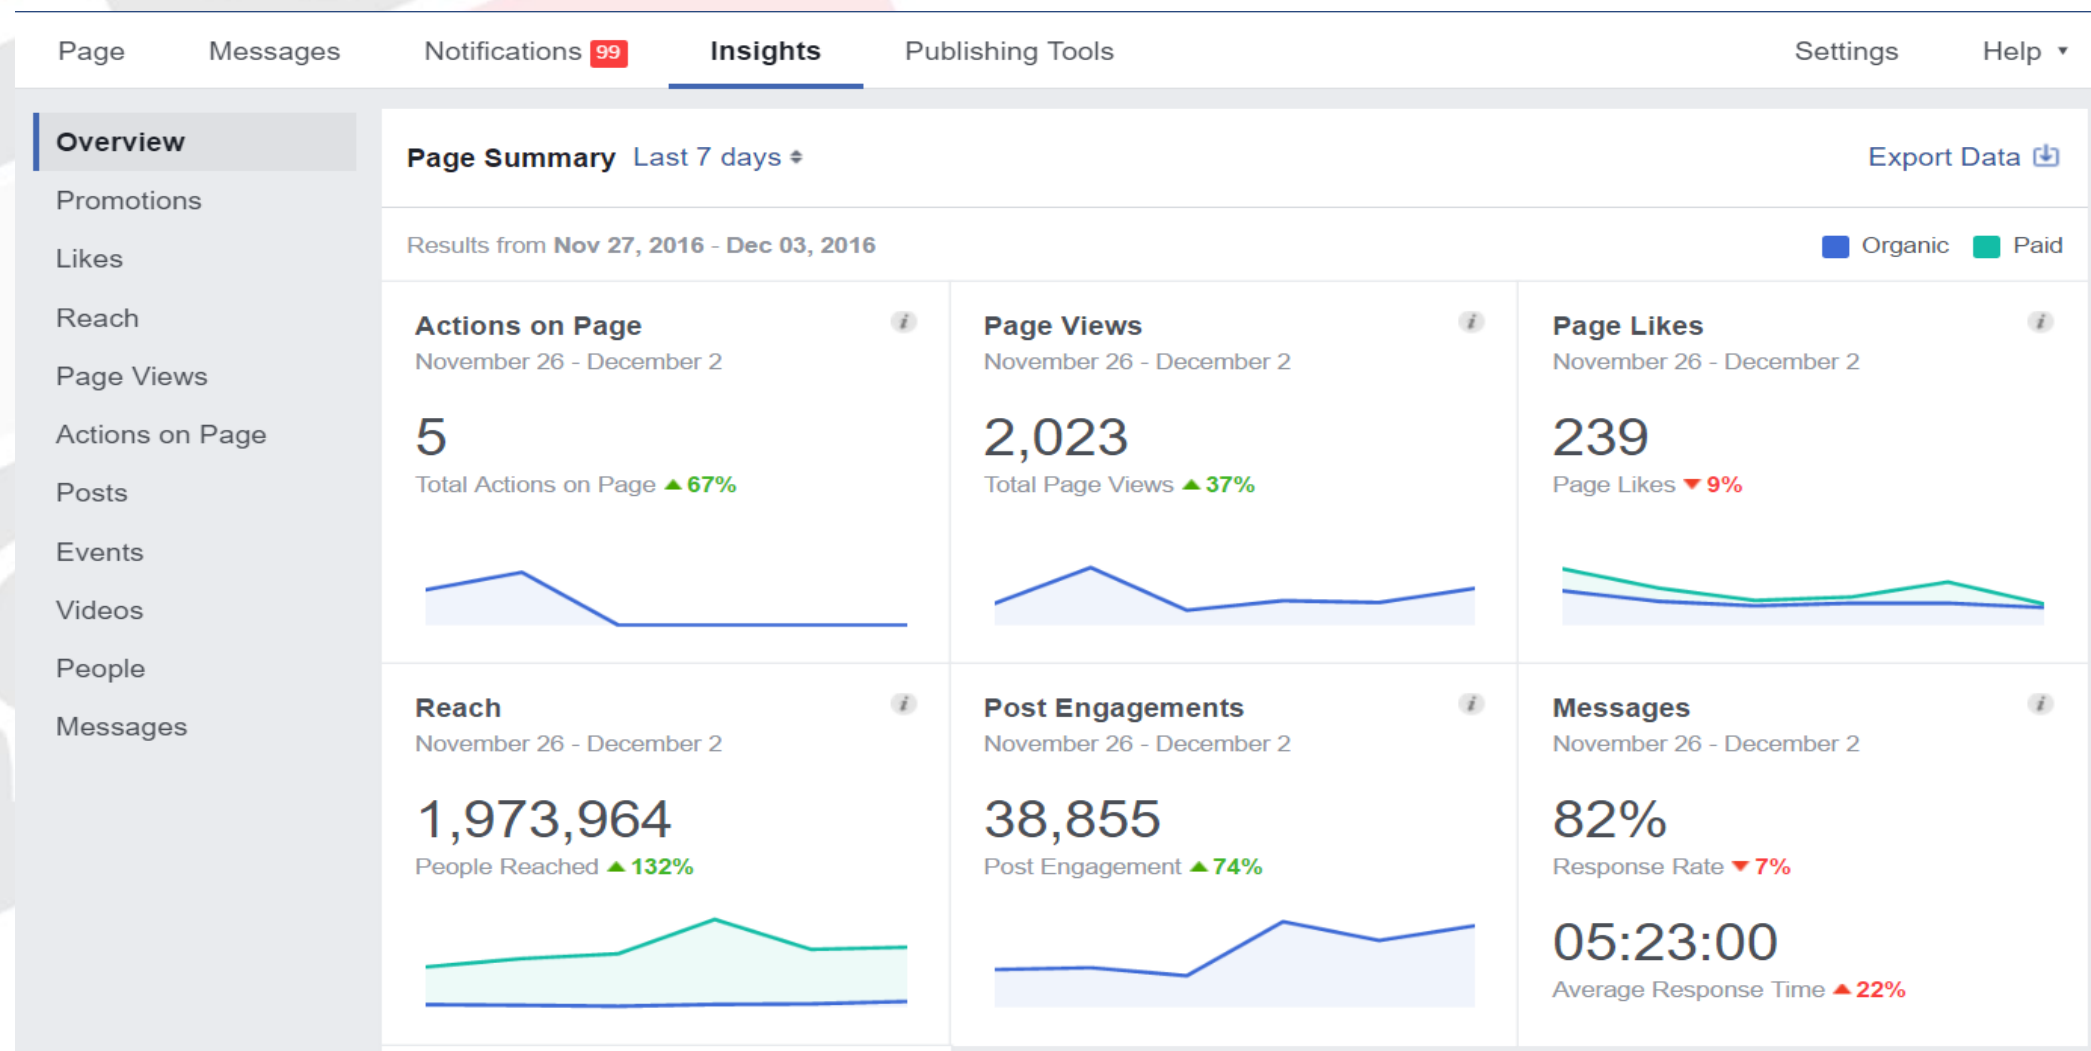 Page Messages Notifications 99 Insights Publishing Tools Settings Help
Overview
Promotions
Likes
Reach
Page Views
Actions on Page
Posts
Events
Videos
People
Messages
Page Summary Last 7 days Export Data
Results from Nov 27, 2016 - Dec 03, 2016 Organic Paid
Actions on Page i
November 26 - December 2
5
Total Actions on Page ▲ 67%
Page Views i
November 26 - December 2
2,023
Total Page Views ▲ 37%
Page Likes i
November 26 - December 2
239
Page Likes ▼ 9%
Reach i
November 26 - December 2
1,973,964
People Reached ▲ 132%
Post Engagements i
November 26 - December 2
38,855
Post Engagement ▲ 74%
Messages i
November 26 - December 2
82%
Response Rate ▼ 7%
05:23:00
Average Response Time ▲ 22%